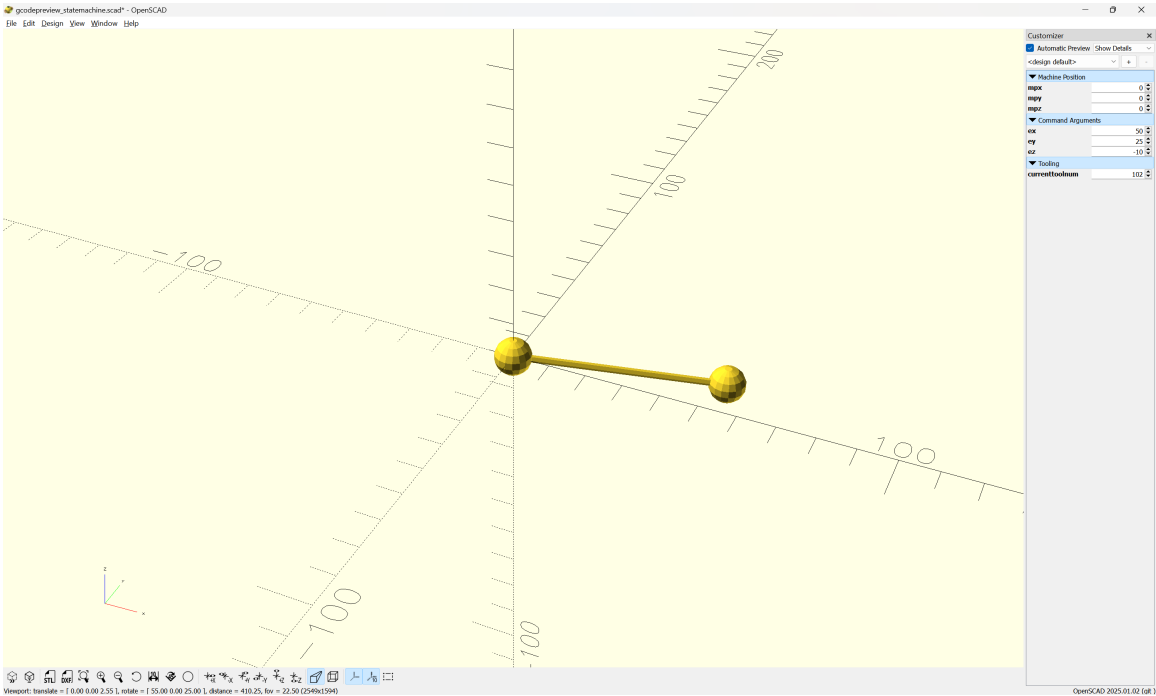 gcodepreview_statemachine.scad* - OpenSCAD
File Edit Design View Window Help
Customizer
Automatic Preview Show Details
<design default> + -
Machine Position
mpx 0
mpy 0
mpz 0
Command Arguments
ex 50
ey 25
ez -10
Tooling
currenttoolnum 102
200
100
-100
100
-100
-100
z
Y
x
STL DXF
Viewport: translate = [ 0.00 0.00 2.55 ], rotate = [ 55.00 0.00 25.00 ], distance = 410.25, fov = 22.50 (2549x1594)
OpenSCAD 2025.01.02 (git